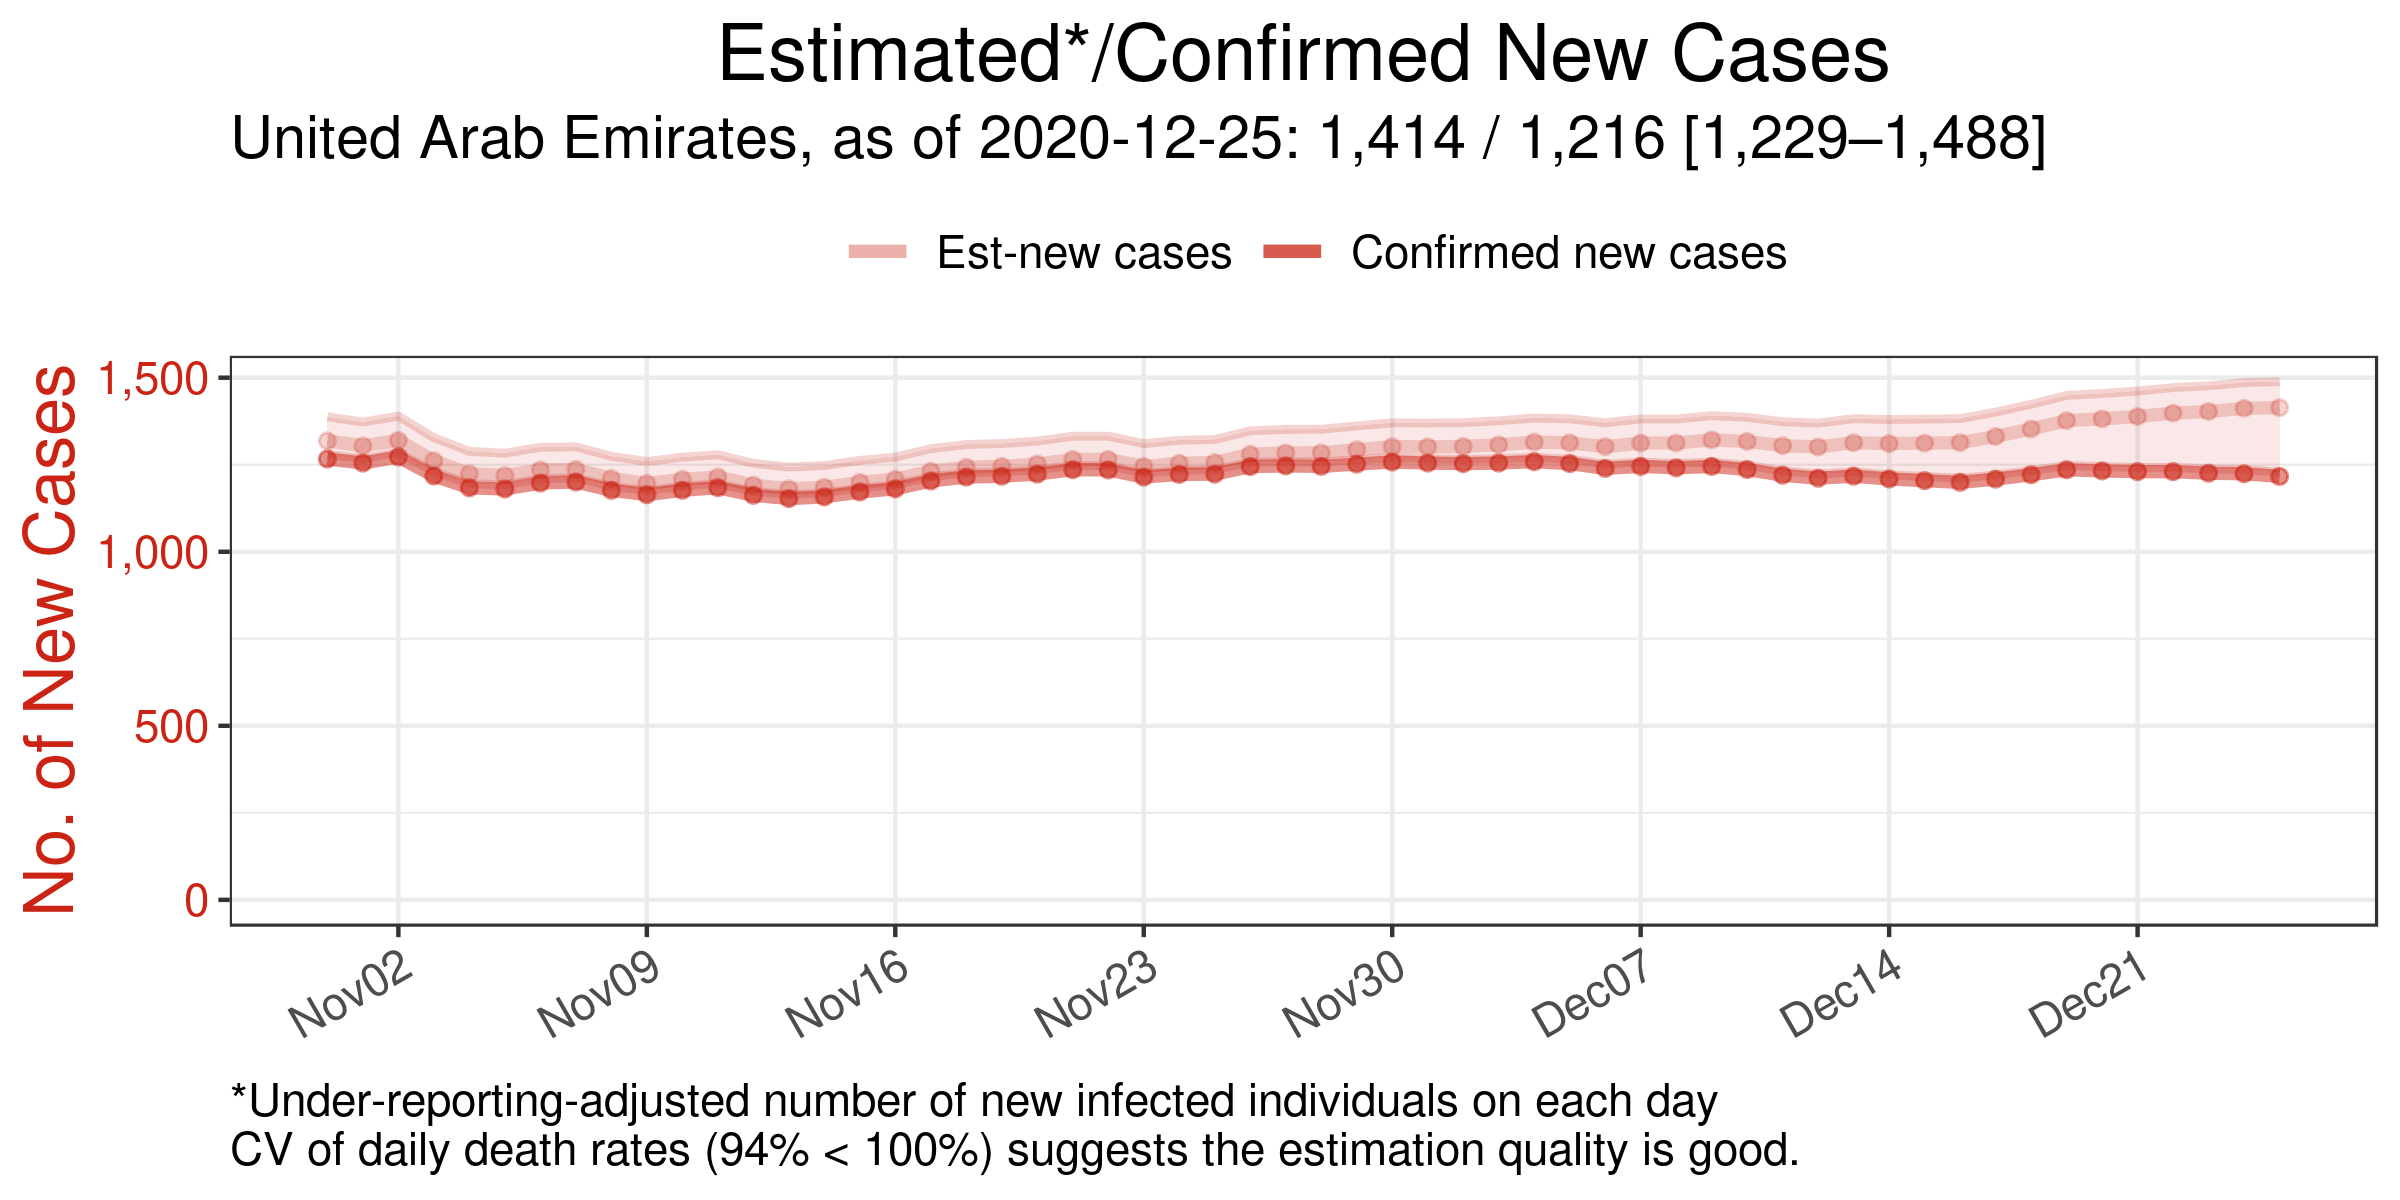 Estimated*/Confirmed New Cases
United Arab Emirates, as of 2020-12-25: 1,414 / 1,216 [1,229–1,488]
Est-new cases Confirmed new cases
No. of New Cases
1,500
1,000
500
0
Nov02 Nov09 Nov16 Nov23 Nov30 Dec07 Dec14 Dec21
*Under-reporting-adjusted number of new infected individuals on each day
CV of daily death rates (94% < 100%) suggests the estimation quality is good.